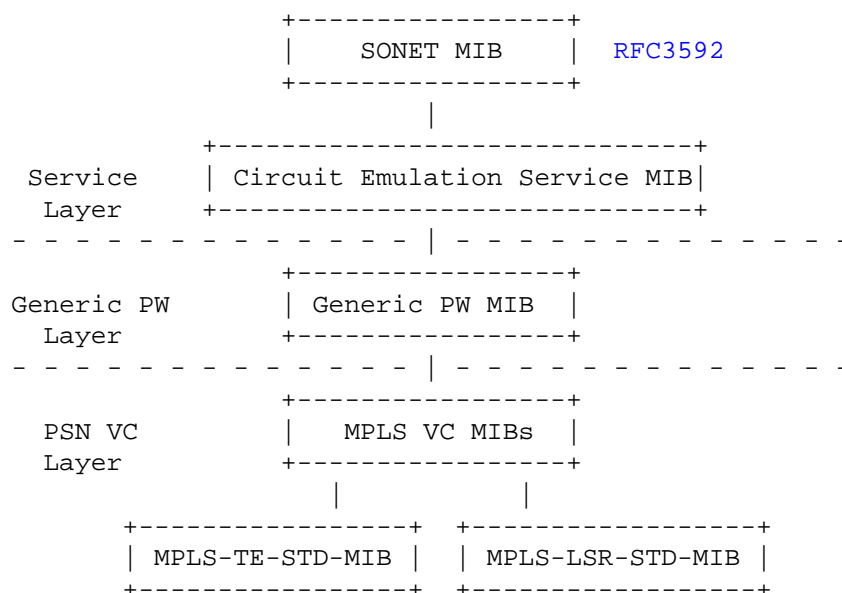 SONET MIB RFC3592
Service Circuit Emulation Service MIB
Layer
Generic PW Generic PW MIB
Layer
PSN VC MPLS VC MIBs
Layer
MPLS-TE-STD-MIB MPLS-LSR-STD-MIB